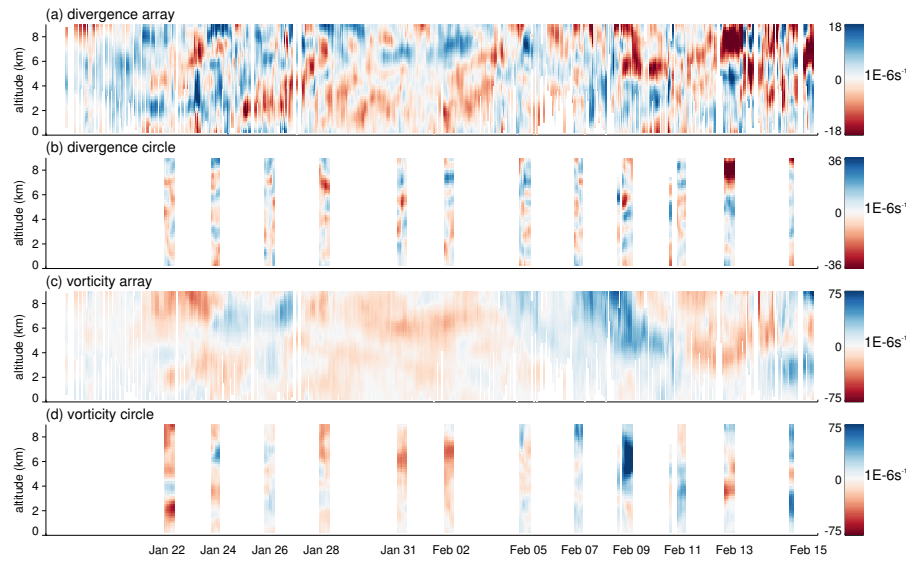 (a) divergence array
altitude (km)
8
6
4
2
0
18
0
-18
1E-6s⁻¹
(b) divergence circle
altitude (km)
8
6
4
2
0
36
0
-36
1E-6s⁻¹
(c) vorticity array
altitude (km)
8
6
4
2
0
75
0
-75
1E-6s⁻¹
(d) vorticity circle
altitude (km)
8
6
4
2
0
75
0
-75
1E-6s⁻¹
Jan 22 Jan 24 Jan 26 Jan 28 Jan 31 Feb 02 Feb 05 Feb 07 Feb 09 Feb 11 Feb 13 Feb 15